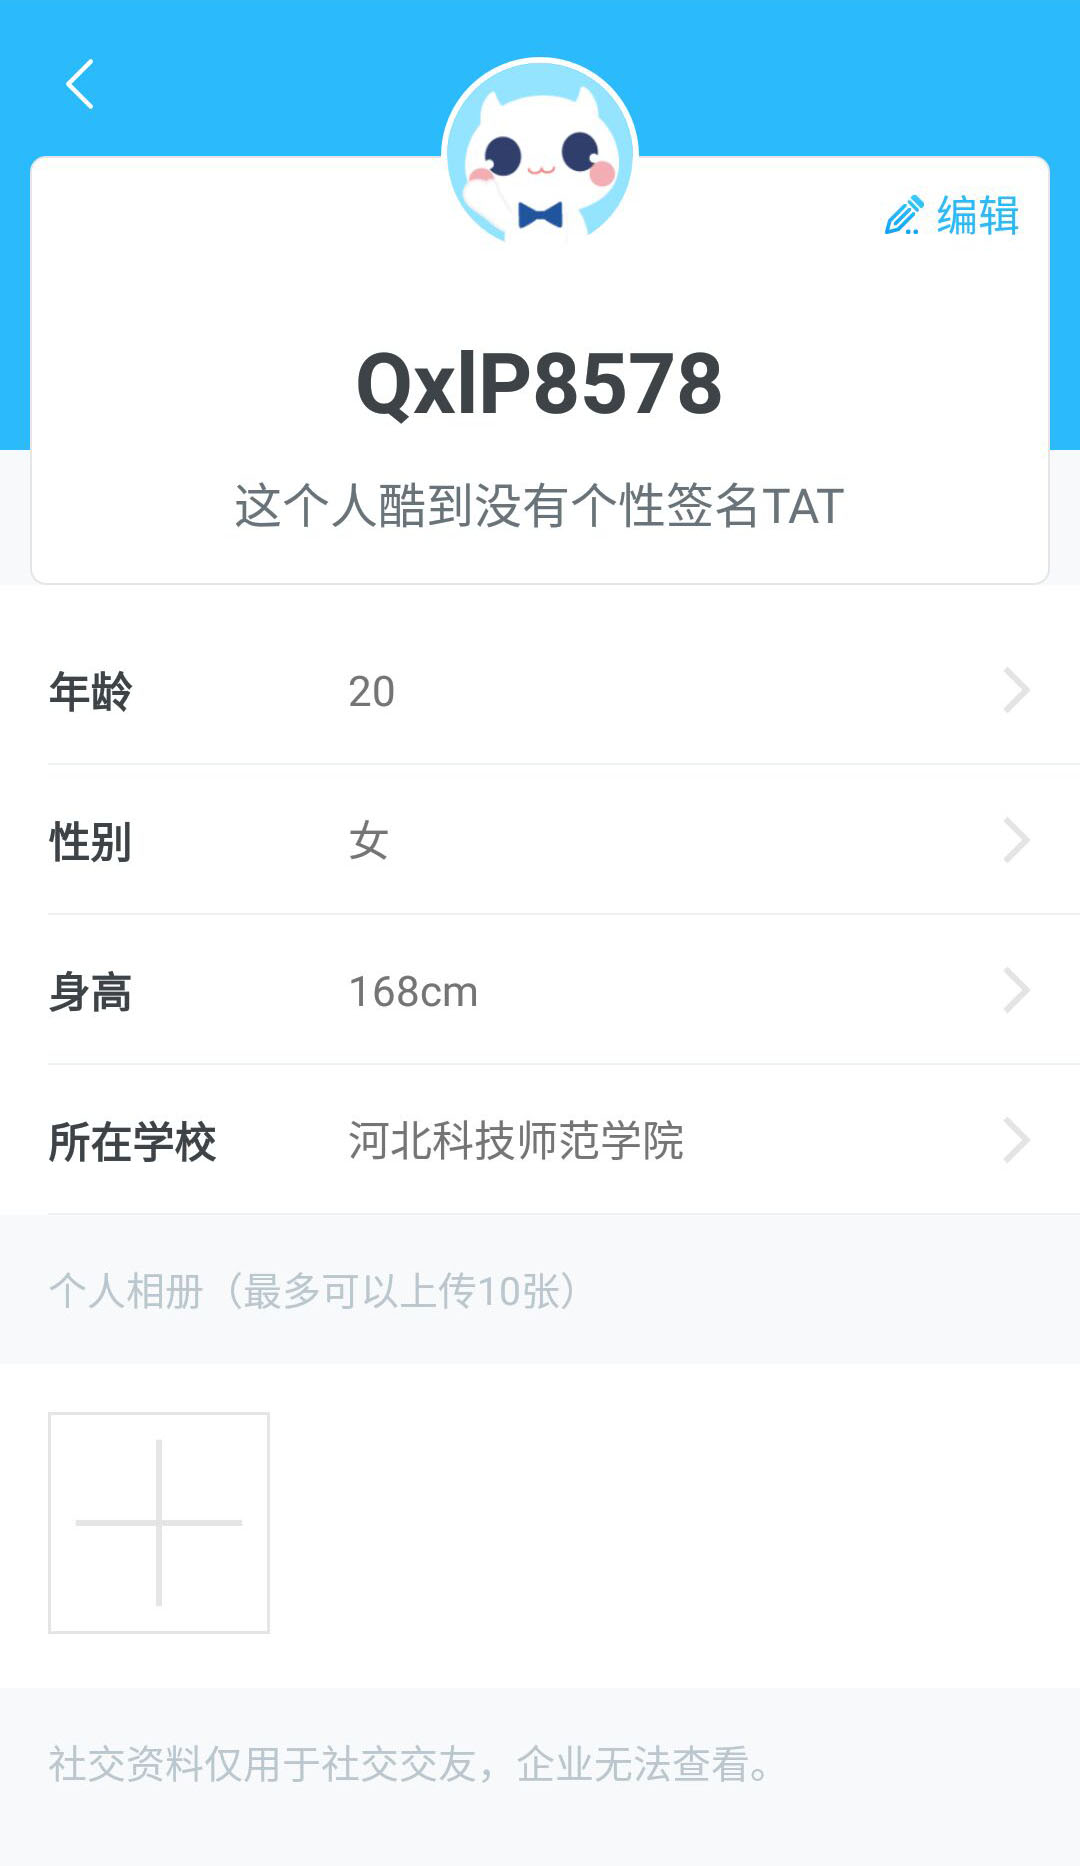 编辑
QxlP8578
这个人酷到没有个性签名TAT
年龄 20
性别 女
身高 168cm
所在学校 河北科技师范学院
个人相册（最多可以上传10张）
社交资料仅用于社交交友，企业无法查看。